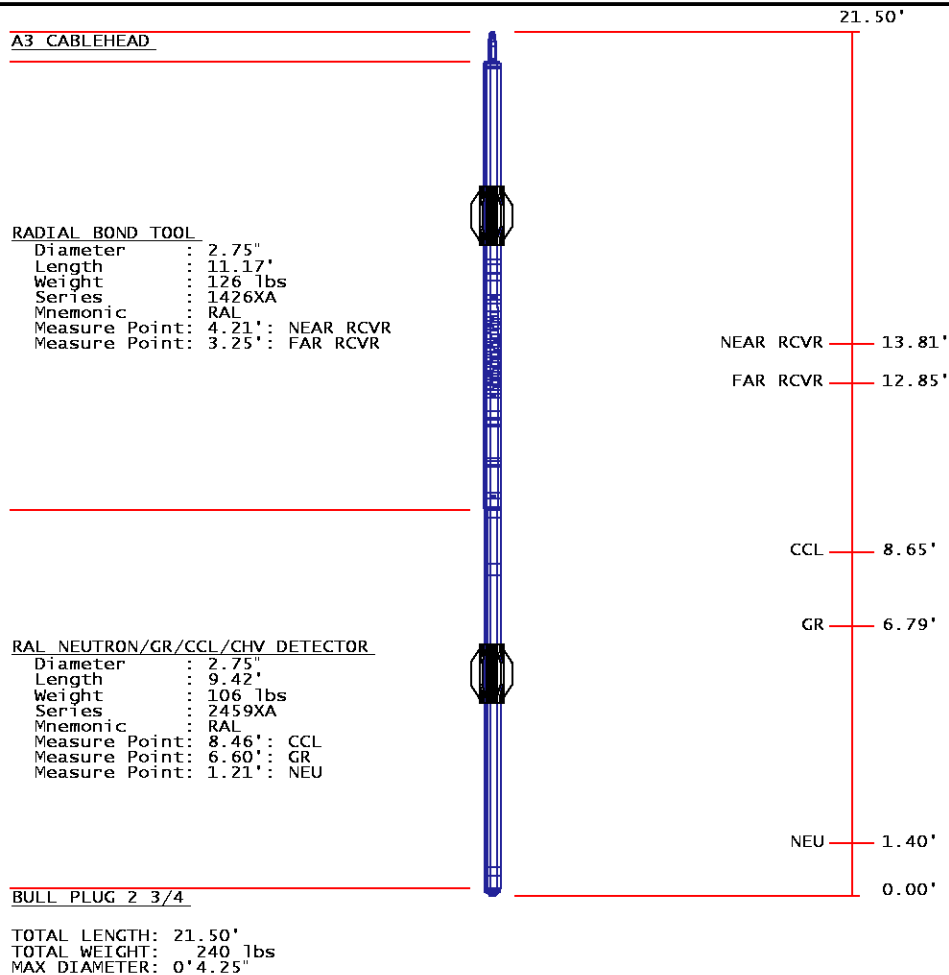 21.50'
A3 CABLEHEAD
RADIAL BOND TOOL
Diameter : 2.75"
Length : 11.17'
Weight : 126 lbs
Series : 1426XA
Mnemonic : RAL
Measure Point: 4.21': NEAR RCVR
Measure Point: 3.25': FAR RCVR
NEAR RCVR 13.81'
FAR RCVR 12.85'
CCL 8.65'
GR 6.79'
RAL NEUTRON/GR/CCL/CHV DETECTOR
Diameter : 2.75"
Length : 9.42'
Weight : 106 lbs
Series : 2459XA
Mnemonic : RAL
Measure Point: 8.46': CCL
Measure Point: 6.60': GR
Measure Point: 1.21': NEU
NEU 1.40'
0.00'
BULL PLUG 2 3/4
TOTAL LENGTH: 21.50'
TOTAL WEIGHT: 240 lbs
MAX DIAMETER: 0'4.25"